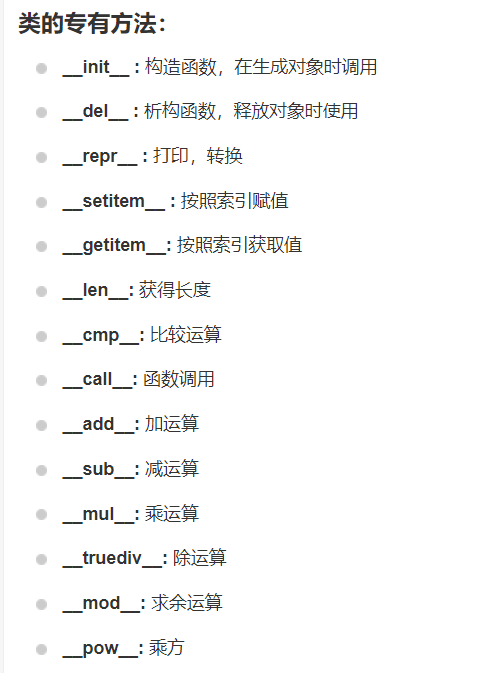 类的专有方法：
__init__ : 构造函数，在生成对象时调用
__del__ : 析构函数，释放对象时使用
__repr__ : 打印，转换
__setitem__ : 按照索引赋值
__getitem__: 按照索引获取值
__len__: 获得长度
__cmp__: 比较运算
__call__: 函数调用
__add__: 加运算
__sub__: 减运算
__mul__: 乘运算
__truediv__: 除运算
__mod__: 求余运算
__pow__: 乘方